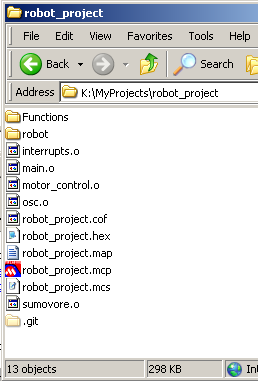 robot_project
File Edit View Favorites Tools Help
Back Search
Address K:\MyProjects\robot_project
Functions
robot
interrupts.o
main.o
motor_control.o
osc.o
robot_project.cof
robot_project.hex
robot_project.map
robot_project.mcp
robot_project.mcs
sumovore.o
.git
13 objects 298 KB Int